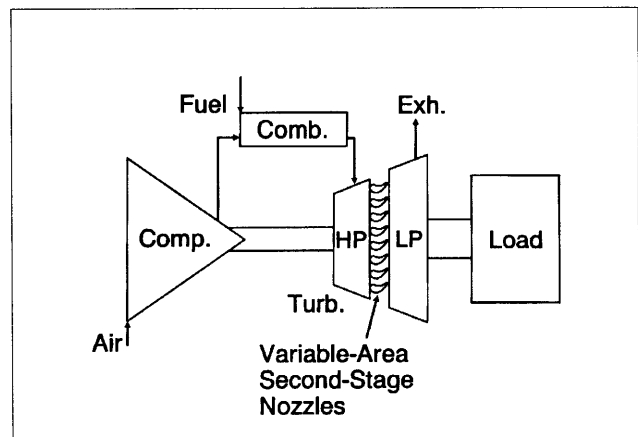 Fuel
Exh.
Comb.
Comp.
HP
LP
Load
Turb.
Air
Variable-Area
Second-Stage
Nozzles